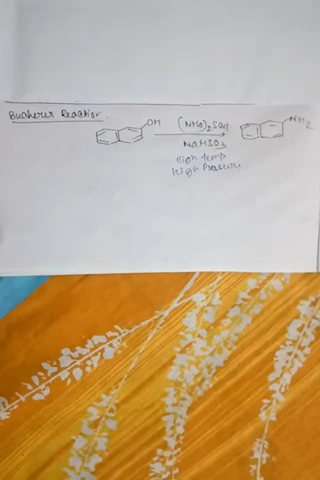 Bucherer Reaction.
OH
(NH4)2SO4
NH2
NaHSO3
High temp
High Pressure